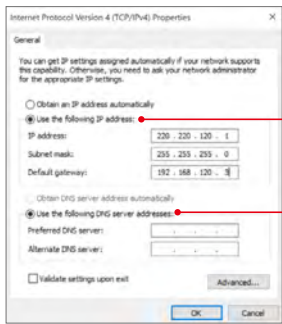 Internet Protocol Version 4 (TCP/IPv4) Properties
General
You can get IP settings assigned automatically if your network supports
this capability. Otherwise, you need to ask your network administrator
for the appropriate IP settings.
Obtain an IP address automatically
Use the following IP address:
IP address: 220 . 220 . 120 . 1
Subnet mask: 255 . 255 . 255 . 0
Default gateway: 192 . 168 . 120 . 3
Obtain DNS server address automatically
Use the following DNS server addresses:
Preferred DNS server: . . .
Alternate DNS server: . . .
Validate settings upon exit
Advanced...
OK Cancel